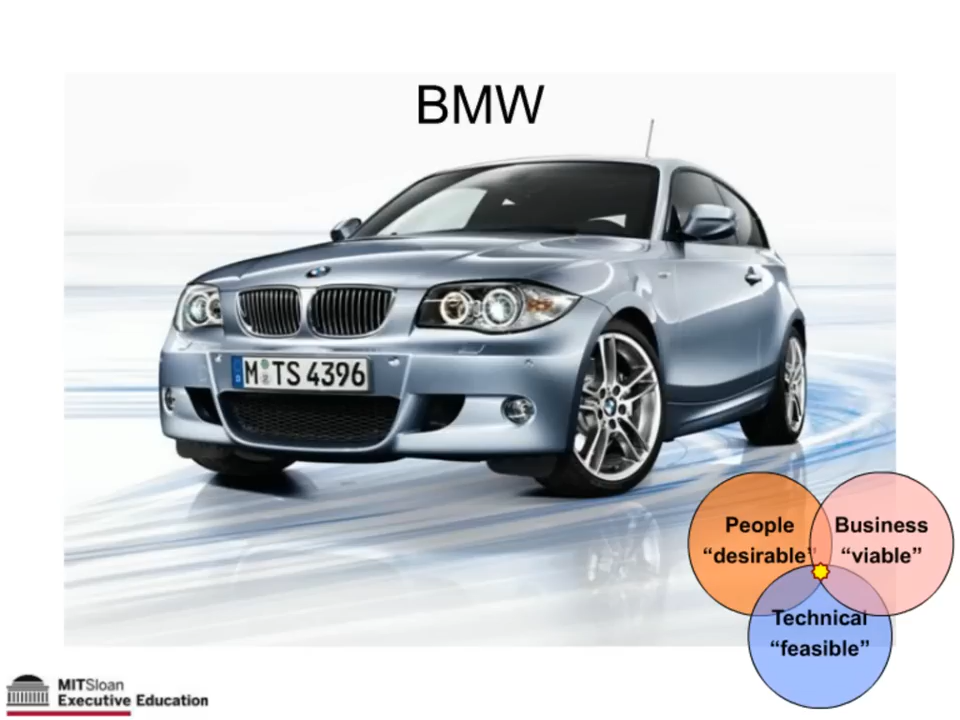 BMW
M TS 4396
People
“desirable”
Business
“viable”
Technical
“feasible”
MITSloan
Executive Education